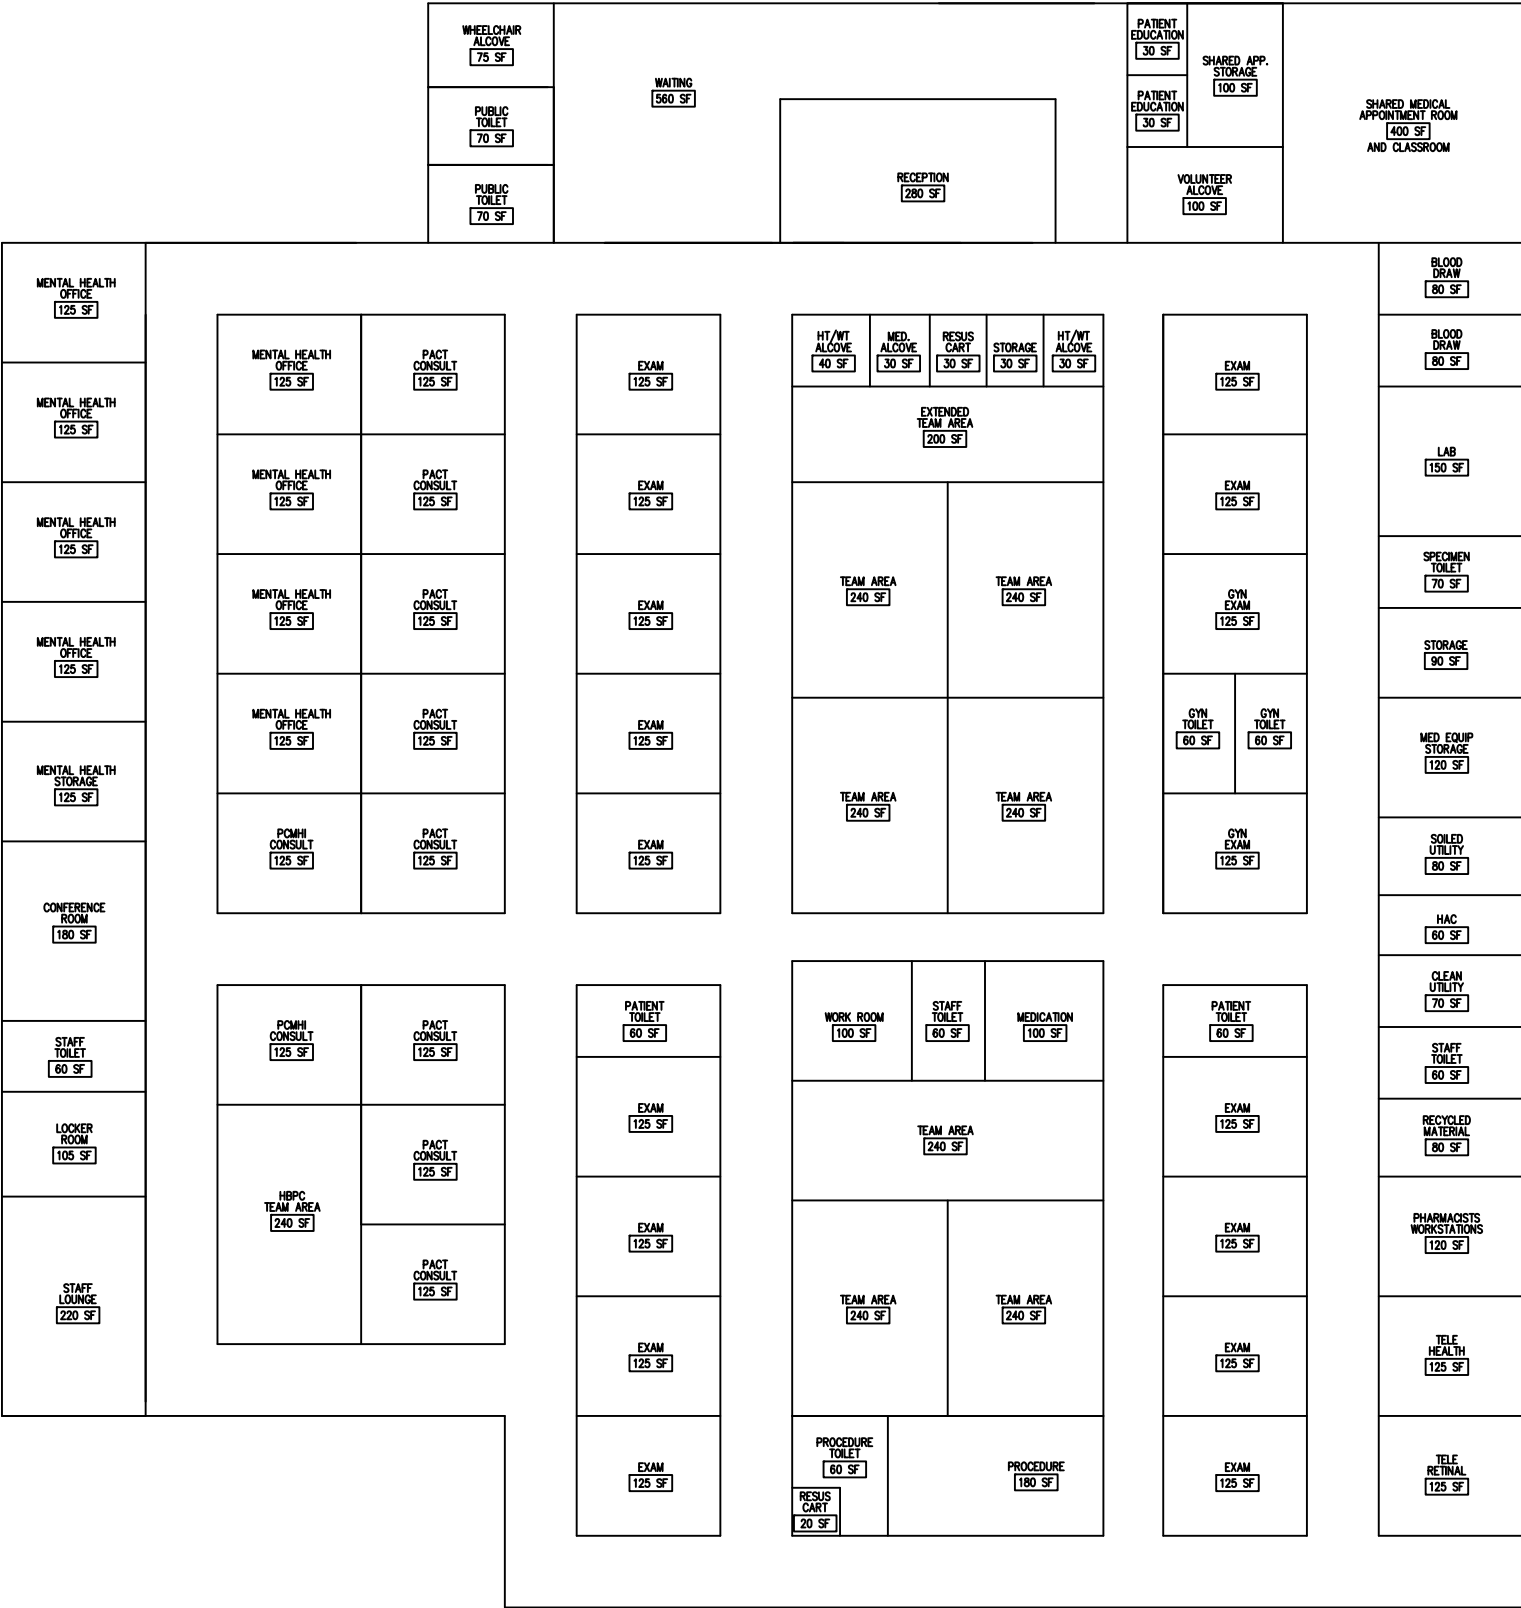 WHEELCHAIR
ALCOVE
75 SF
PUBLIC
TOILET
70 SF
PUBLIC
TOILET
70 SF
WAITING
560 SF
RECEPTION
280 SF
PATIENT
EDUCATION
30 SF
PATIENT
EDUCATION
30 SF
SHARED APP.
STORAGE
100 SF
VOLUNTEER
ALCOVE
100 SF
SHARED MEDICAL
APPOINTMENT ROOM
400 SF
AND CLASSROOM
MENTAL HEALTH
OFFICE
125 SF
MENTAL HEALTH
OFFICE
125 SF
MENTAL HEALTH
OFFICE
125 SF
MENTAL HEALTH
OFFICE
125 SF
MENTAL HEALTH
STORAGE
125 SF
CONFERENCE
ROOM
180 SF
STAFF
TOILET
60 SF
LOCKER
ROOM
105 SF
STAFF
LOUNGE
220 SF
MENTAL HEALTH
OFFICE
125 SF
MENTAL HEALTH
OFFICE
125 SF
MENTAL HEALTH
OFFICE
125 SF
MENTAL HEALTH
OFFICE
125 SF
PCMHI
CONSULT
125 SF
PACT
CONSULT
125 SF
PACT
CONSULT
125 SF
PACT
CONSULT
125 SF
PACT
CONSULT
125 SF
PACT
CONSULT
125 SF
PCMHI
CONSULT
125 SF
HBPC
TEAM AREA
240 SF
PACT
CONSULT
125 SF
PACT
CONSULT
125 SF
PACT
CONSULT
125 SF
EXAM
125 SF
EXAM
125 SF
EXAM
125 SF
EXAM
125 SF
EXAM
125 SF
PATIENT
TOILET
60 SF
EXAM
125 SF
EXAM
125 SF
EXAM
125 SF
EXAM
125 SF
HT/WT
ALCOVE
40 SF
MED.
ALCOVE
30 SF
RESUS
CART
30 SF
STORAGE
30 SF
HT/WT
ALCOVE
30 SF
EXTENDED
TEAM AREA
200 SF
TEAM AREA
240 SF
TEAM AREA
240 SF
TEAM AREA
240 SF
TEAM AREA
240 SF
WORK ROOM
100 SF
STAFF
TOILET
60 SF
MEDICATION
100 SF
TEAM AREA
240 SF
TEAM AREA
240 SF
TEAM AREA
240 SF
PROCEDURE
TOILET
60 SF
RESUS
CART
20 SF
PROCEDURE
180 SF
EXAM
125 SF
EXAM
125 SF
GYN
EXAM
125 SF
GYN
TOILET
60 SF
GYN
TOILET
60 SF
GYN
EXAM
125 SF
PATIENT
TOILET
60 SF
EXAM
125 SF
EXAM
125 SF
EXAM
125 SF
EXAM
125 SF
BLOOD
DRAW
80 SF
BLOOD
DRAW
80 SF
LAB
150 SF
SPECIMEN
TOILET
70 SF
STORAGE
90 SF
MED EQUIP
STORAGE
120 SF
SOILED
UTILITY
80 SF
HAC
60 SF
CLEAN
UTILITY
70 SF
STAFF
TOILET
60 SF
RECYCLED
MATERIAL
80 SF
PHARMACISTS
WORKSTATIONS
120 SF
TELE
HEALTH
125 SF
TELE
RETINAL
125 SF